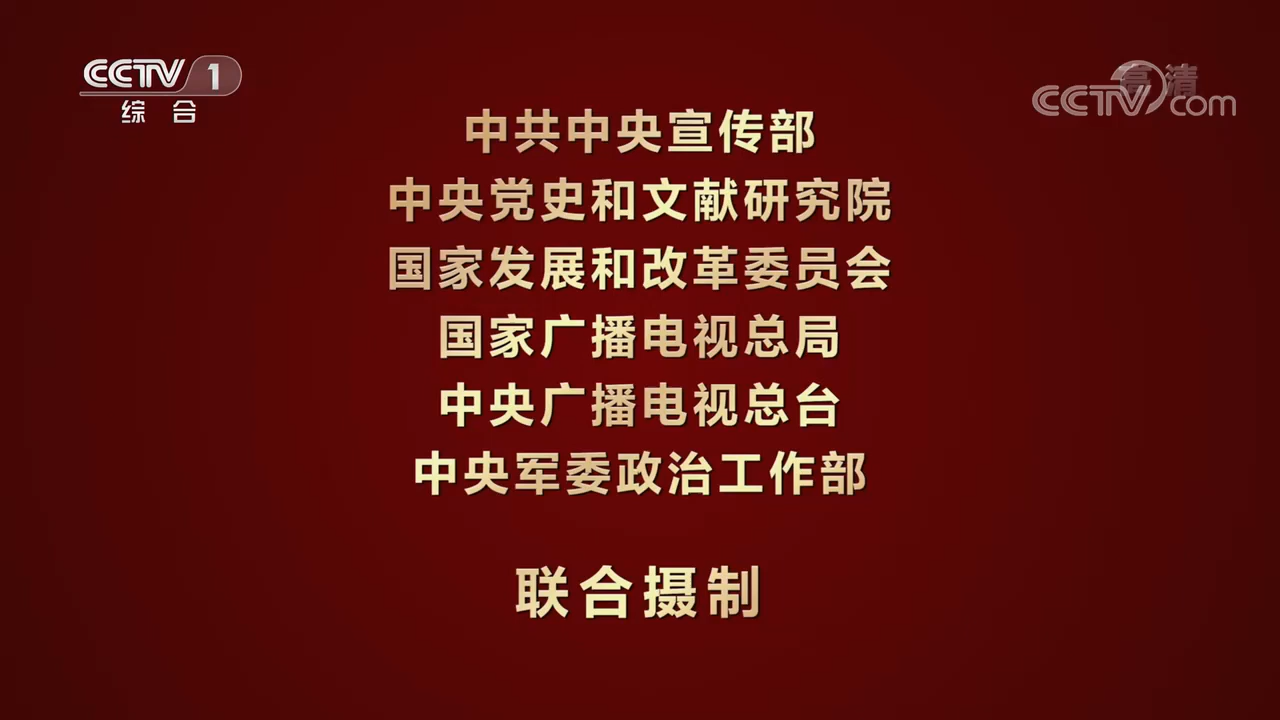 CCTV 1
综合
高清
CCTV.com
中共中央宣传部
中央党史和文献研究院
国家发展和改革委员会
国家广播电视总局
中央广播电视总台
中央军委政治工作部
联合摄制